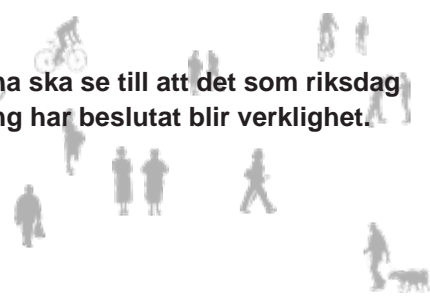 na ska se till att det som riksdag
ng har beslutat blir verklighet.